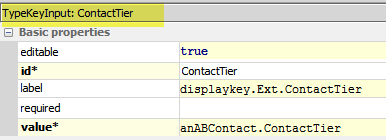 TypeKeyInput: ContactTier
Basic properties
editable true
id* ContactTier
label displaykey.Ext.ContactTier
required
value* anABContact.ContactTier